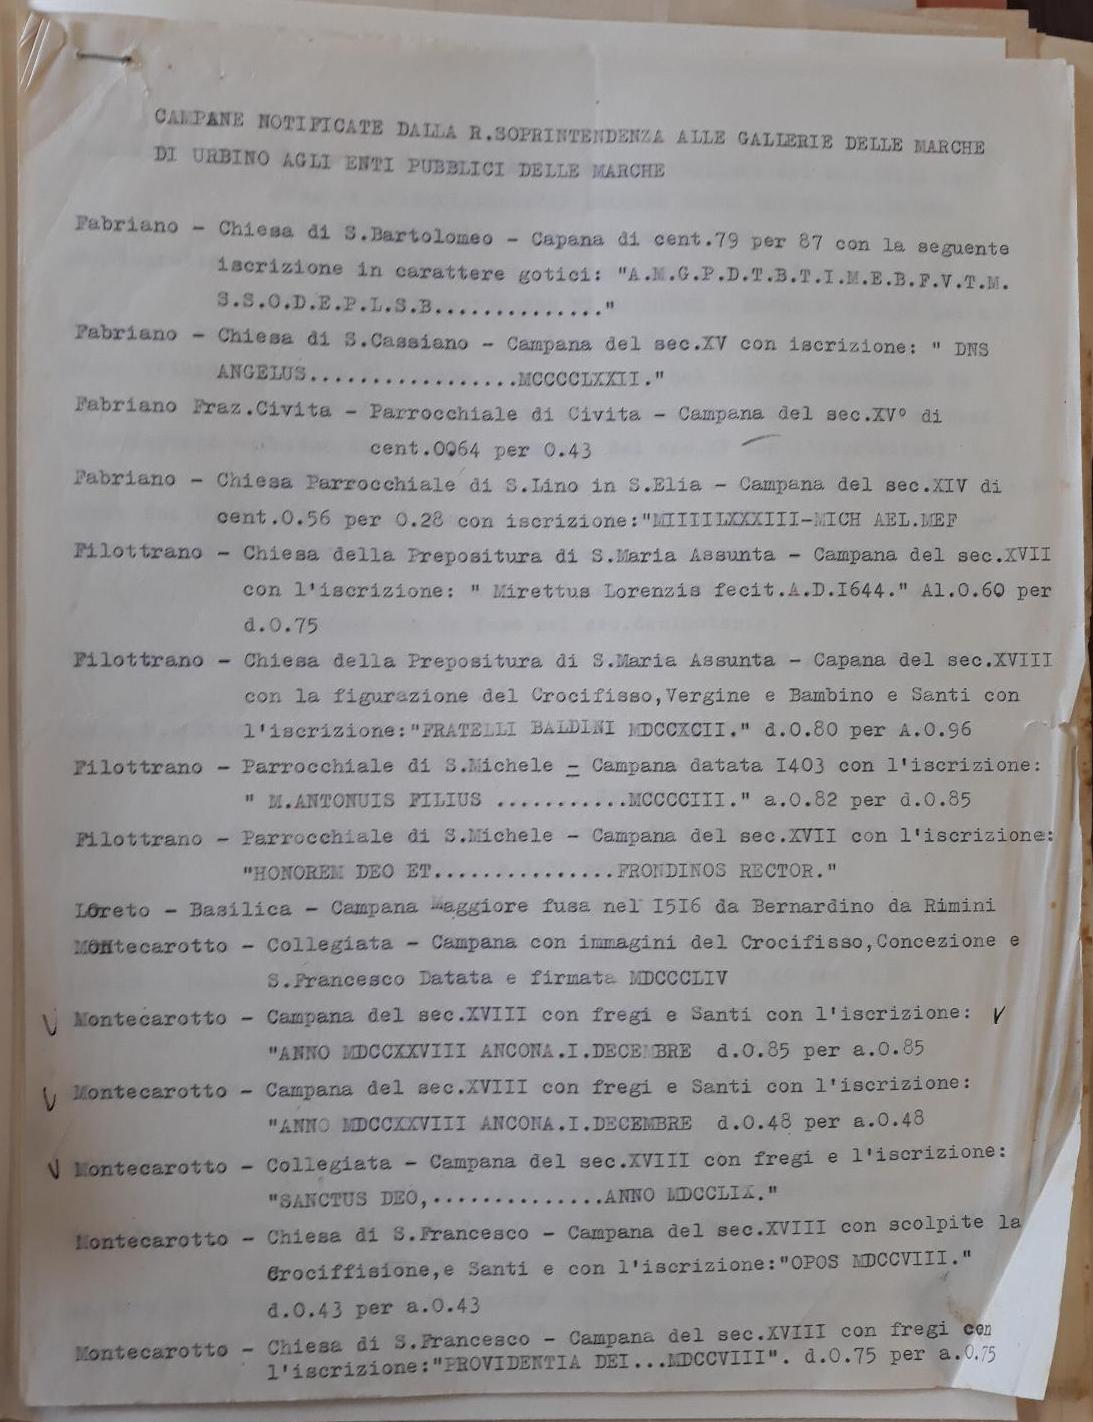 CAMPANE NOTIFICATE DALLA R.SOPRINTENDENZA ALLE GALLERIE DELLE MARCHE
DI URBINO AGLI ENTI PUBBLICI DELLE MARCHE
Fabriano - Chiesa di S.Bartolomeo - Capana di cent.79 per 87 con la seguente
iscrizione in carattere gotici: "A.M.G.P.D.T.B.T.I.M.E.B.F.V.T.M.
S.S.O.D.E.P.L.S.B.............."
Fabriano - Chiesa di S.Cassiano - Campana del sec.XV con iscrizione: " DNS
ANGELUS.................MCCCCLXXII."
Fabriano Fraz.Civita - Parrocchiale di Civita - Campana del sec.XV° di
cent.0064 per 0.43
Fabriano - Chiesa Parrocchiale di S.Lino in S.Elia - Campana del sec.XIV di
cent.0.56 per 0.28 con iscrizione:"MIIIILXXXIII-MICH AEL.MEF
Filottrano - Chiesa della Prepositura di S.Maria Assunta - Campana del sec.XVII
con l'iscrizione: " Mirettus Lorenzis fecit.A.D.I644." Al.0.60 per
d.0.75
Filottrano - Chiesa della Prepositura di S.Maria Assunta - Capana del sec.XVIII
con la figurazione del Crocifisso,Vergine e Bambino e Santi con
l'iscrizione:"FRATELLI BALDINI MDCCXCII." d.0.80 per A.0.96
Filottrano - Parrocchiale di S.Michele - Campana datata I403 con l'iscrizione:
" M.ANTONUIS FILIUS ...........MCCCCIII." a.0.82 per d.0.85
Filottrano - Parrocchiale di S.Michele - Campana del sec.XVII con l'iscrizione:
"HONOREM DEO ET...............FRONDINOS RECTOR."
Loreto - Basilica - Campana Maggiore fusa nel I5I6 da Bernardino da Rimini
Montecarotto - Collegiata - Campana con immagini del Crocifisso,Concezione e
S.Francesco Datata e firmata MDCCCLIV
Montecarotto - Campana del sec.XVIII con fregi e Santi con l'iscrizione:
"ANNO MDCCXXVIII ANCONA.I.DECEMBRE d.0.85 per a.0.85
Montecarotto - Campana del sec.XVIII con fregi e Santi con l'iscrizione:
"ANNO MDCCXXVIII ANCONA.I.DECEMBRE d.0.48 per a.0.48
Montecarotto - Collegiata - Campana del sec.XVIII con fregi e l'iscrizione:
"SANCTUS DEO,..............ANNO MDCCLIX."
Montecarotto - Chiesa di S.Francesco - Campana del sec.XVIII con scolpite la
Crociffisione,e Santi e con l'iscrizione:"OPOS MDCCVIII."
d.0.43 per a.0.43
Montecarotto - Chiesa di S.Francesco - Campana del sec.XVIII con fregi con
l'iscrizione:"PROVIDENTIA DEI...MDCCVIII". d.0.75 per a.0.75